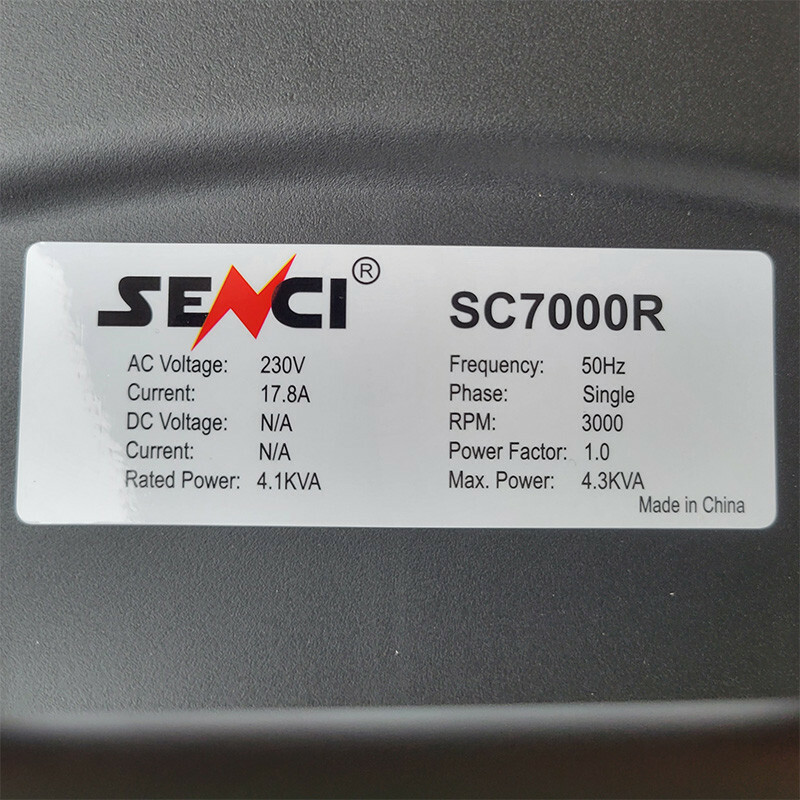 SENCI®
SC7000R
AC Voltage: 230V
Current: 17.8A
DC Voltage: N/A
Current: N/A
Rated Power: 4.1KVA
Frequency: 50Hz
Phase: Single
RPM: 3000
Power Factor: 1.0
Max. Power: 4.3KVA
Made in China